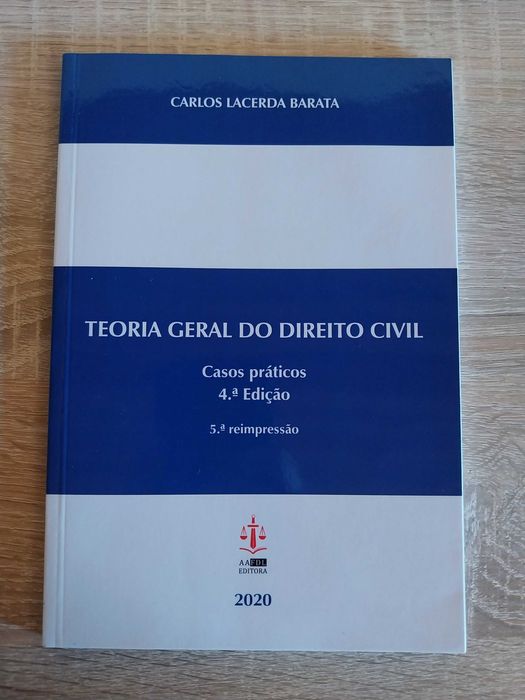 CARLOS LACERDA BARATA
TEORIA GERAL DO DIREITO CIVIL
Casos práticos
4.ª Edição
5.ª reimpressão
AAFDL
EDITORA
2020